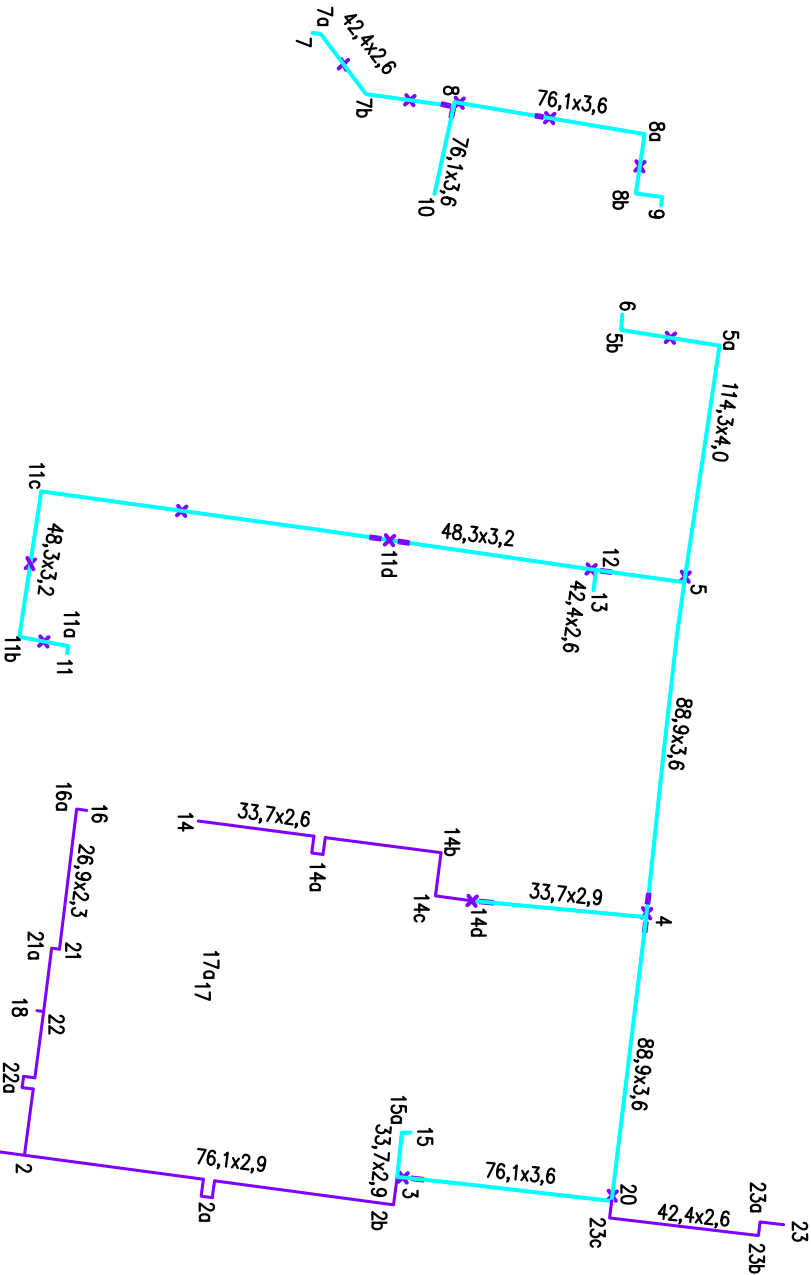 7a
42,4x2,6
7
7b
8
76,1x3,6
8a
76,1x3,6
10
8b
9
6
5b
5a
114,3x4,0
11c
48,3x3,2
11d
12
13
42,4x2,6
5
48,3x3,2
11a
11
11b
88,9x3,6
16a
16
14
33,7x2,6
14a
14b
14c
14d
33,7x2,9
4
26,9x2,3
21a
21
17a17
18
22
22a
88,9x3,6
15a
15
33,7x2,9
3
2
76,1x2,9
2a
2b
76,1x3,6
20
23c
42,4x2,6
23a
23
23b